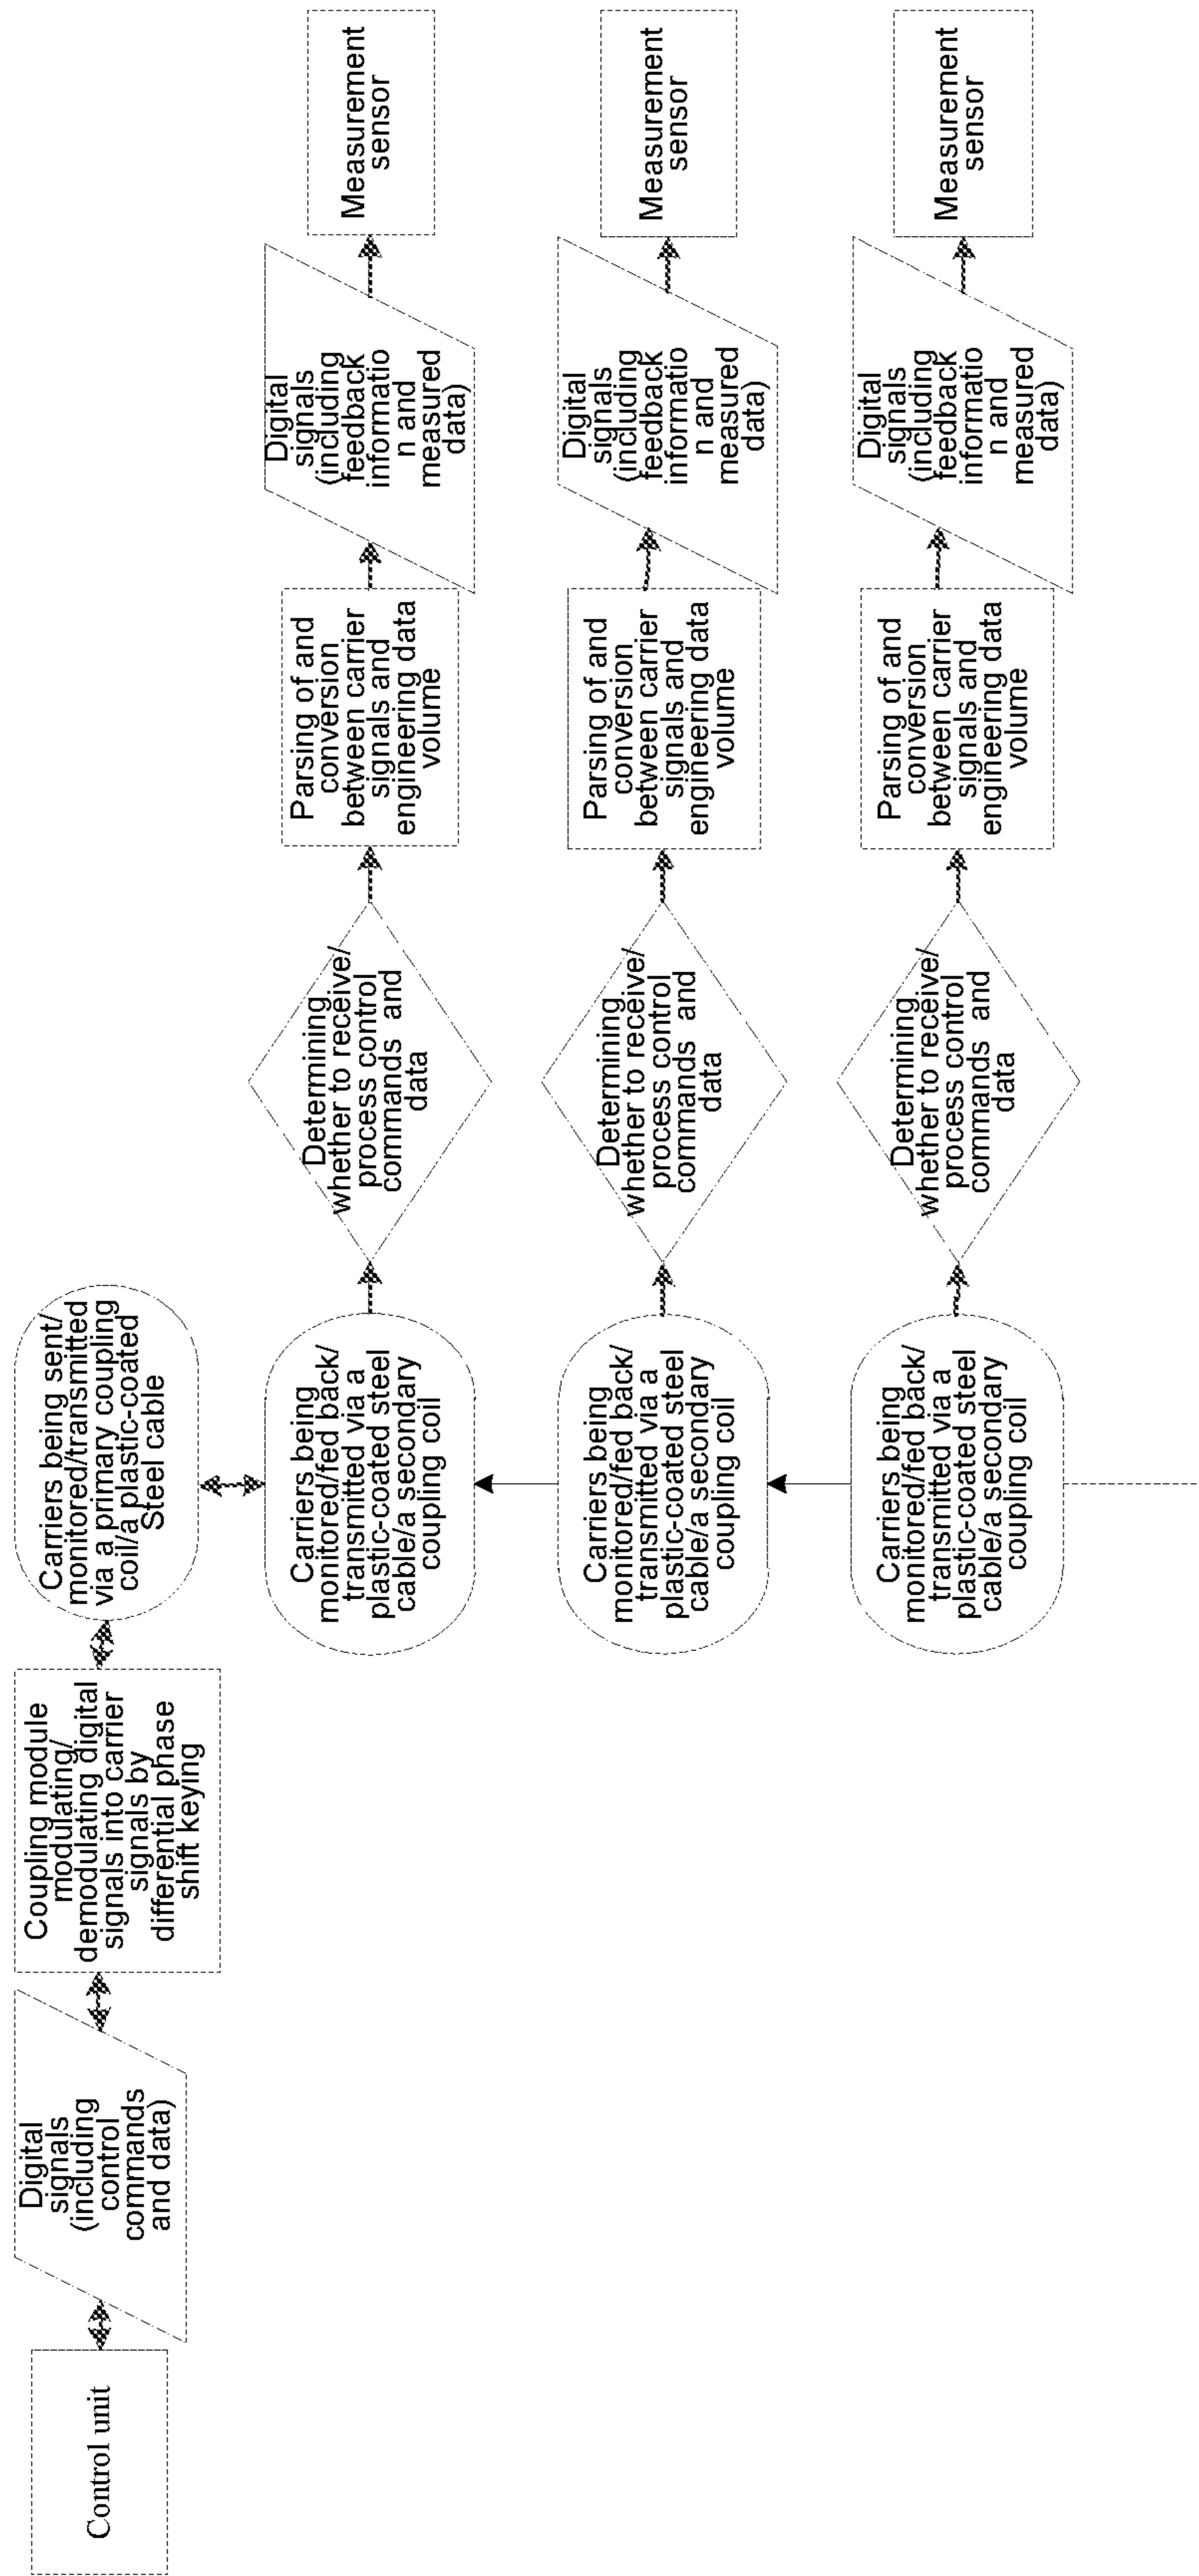 Control unit
Digital
signals
(including
control
commands
and data)
Coupling module
modulating/
demodulating digital
signals into carrier
signals by
differential phase
shift keying
Carriers being sent/
monitored/transmitted
via a primary coupling
coil/a plastic-coated
Steel cable
Carriers being
monitored/fed back/
transmitted via a
plastic-coated steel
cable/a secondary
coupling coil
Determining
whether to receive/
process control
commands and
data
Parsing of and
conversion
between carrier
signals and
engineering data
volume
Digital
signals
(including
feedback
informatio
n and
measured
data)
Measurement
sensor
Carriers being
monitored/fed back/
transmitted via a
plastic-coated steel
cable/a secondary
coupling coil
Determining
whether to receive/
process control
commands and
data
Parsing of and
conversion
between carrier
signals and
engineering data
volume
Digital
signals
(including
feedback
informatio
n and
measured
data)
Measurement
sensor
Carriers being
monitored/fed back/
transmitted via a
plastic-coated steel
cable/a secondary
coupling coil
Determining
whether to receive/
process control
commands and
data
Parsing of and
conversion
between carrier
signals and
engineering data
volume
Digital
signals
(including
feedback
informatio
n and
measured
data)
Measurement
sensor